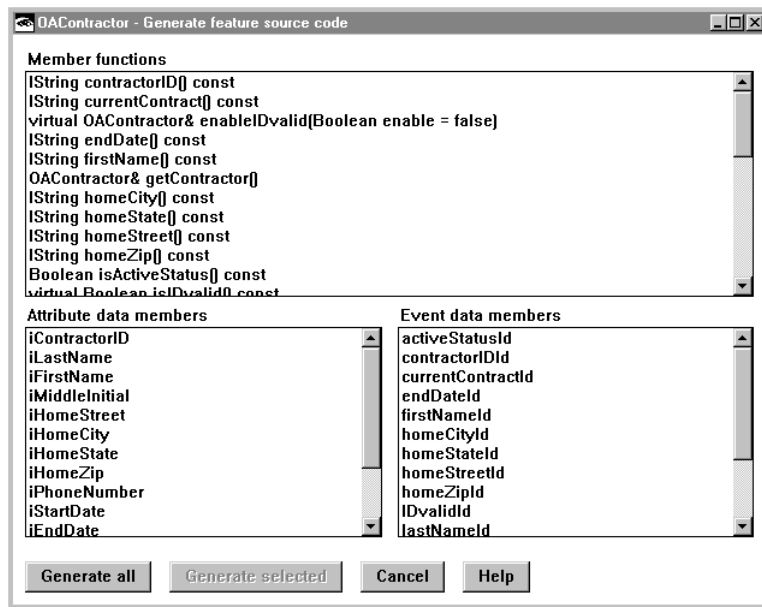 OAContractor - Generate feature source code
Member functions
IString contractorID() const
IString currentContract() const
virtual OAContractor& enableIDvalid(Boolean enable = false)
IString endDate() const
IString firstName() const
OAContractor& getContractor()
IString homeCity() const
IString homeState() const
IString homeStreet() const
IString homeZip() const
Boolean isActiveStatus() const
virtual Boolean isIDvalid() const
Attribute data members
iContractorID
iLastName
iFirstName
iMiddleInitial
iHomeStreet
iHomeCity
iHomeState
iHomeZip
iPhoneNumber
iStartDate
iEndDate
Event data members
activeStatusId
contractorIDId
currentContractId
endDateId
firstNameId
homeCityId
homeStateId
homeStreetId
homeZipId
IDvalidId
lastNameId
Generate all
Generate selected
Cancel
Help